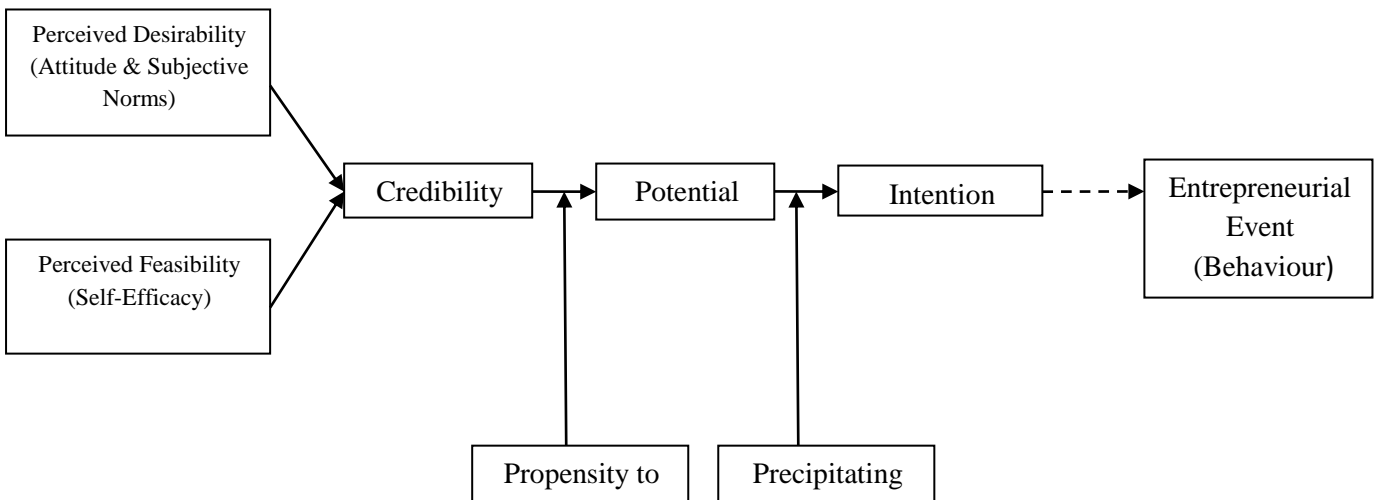 Perceived Desirability
(Attitude & Subjective
Norms)
Credibility
Potential
Intention
Entrepreneurial
Event
(Behaviour)
Perceived Feasibility
(Self-Efficacy)
Propensity to
Precipitating